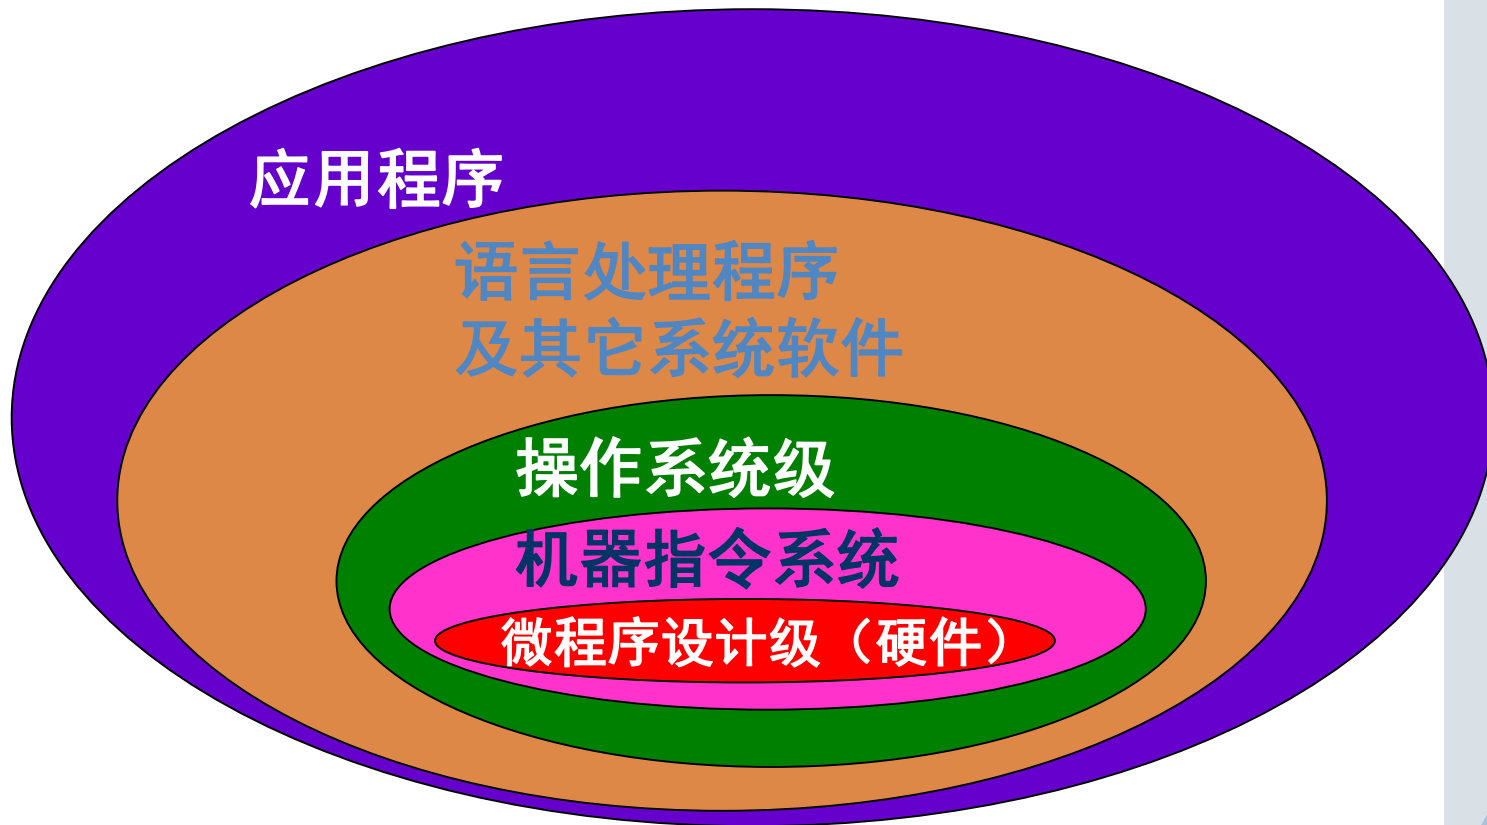 应用程序
语言处理程序
及其它系统软件
操作系统级
机器指令系统
微程序设计级（硬件）